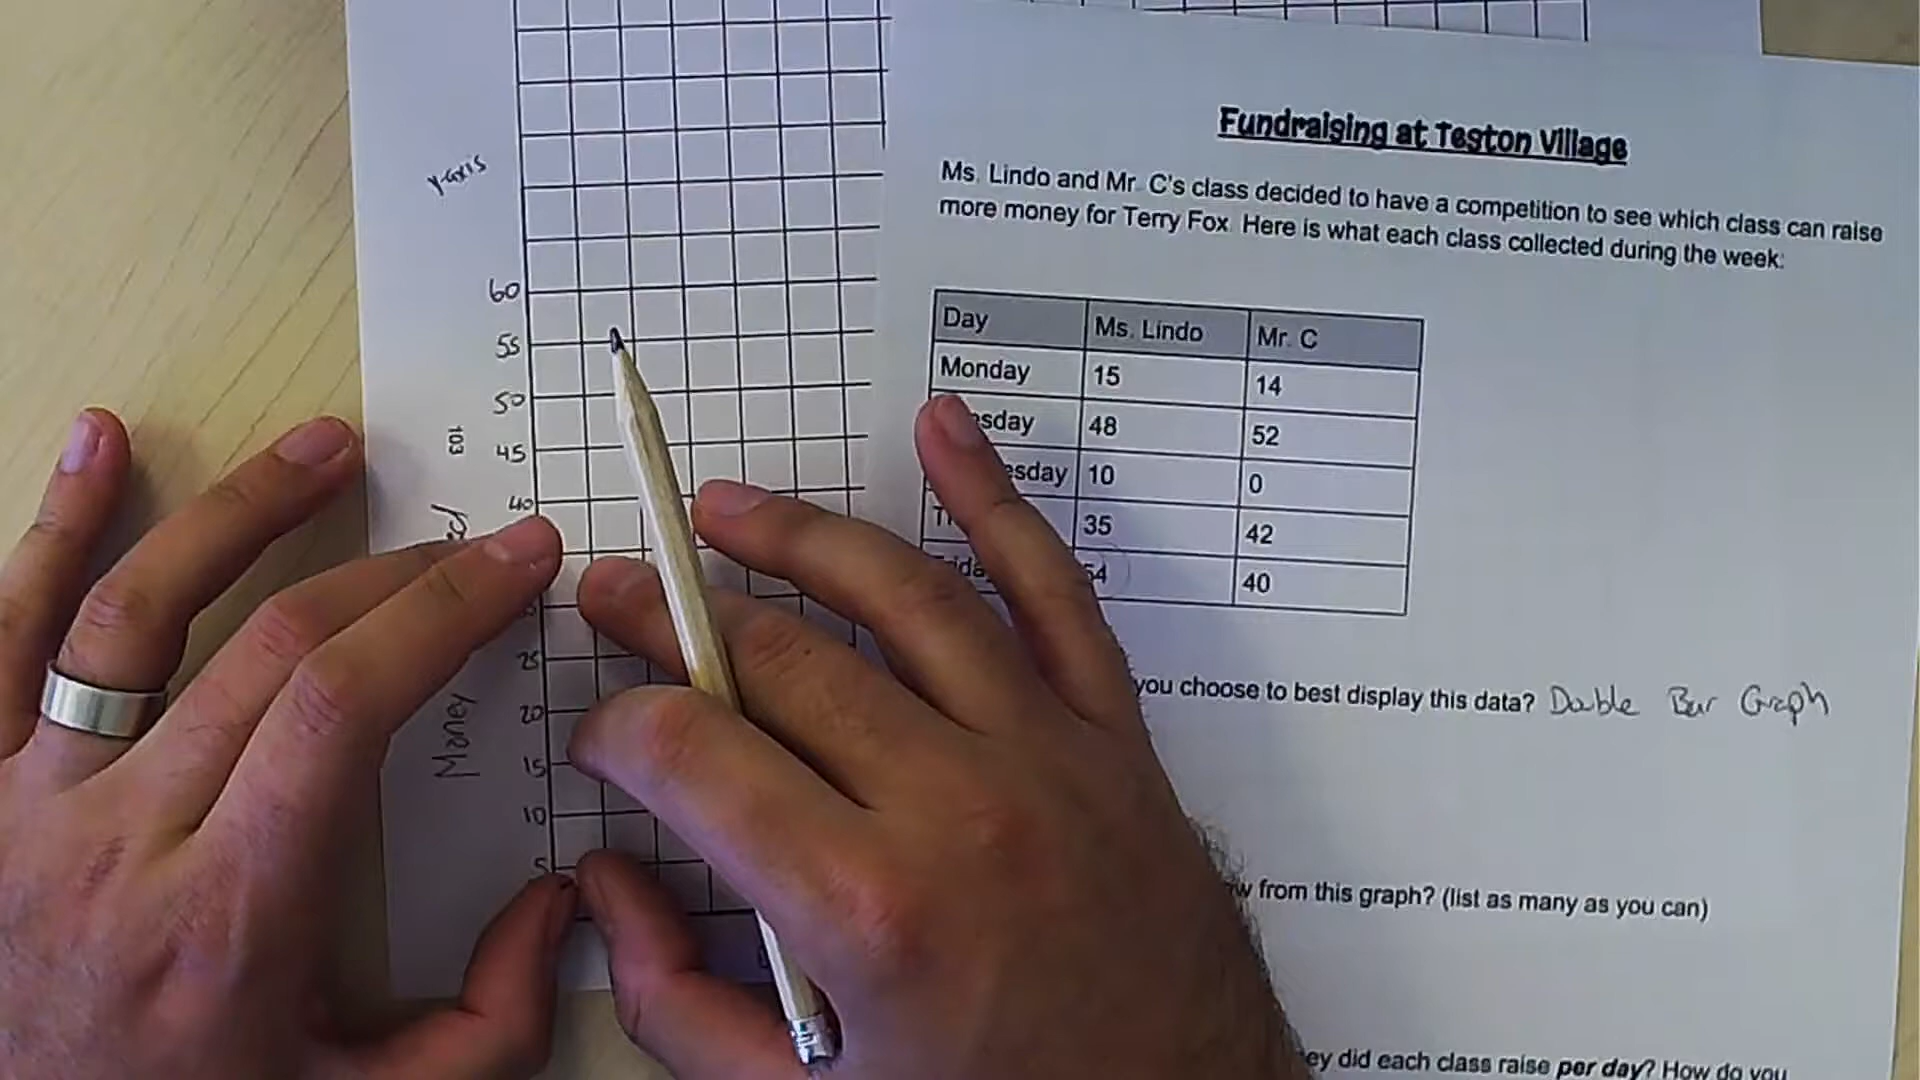 y-axis
60
55
50
45
40
25
20
15
10
5
103
Money
Fundraising at Teston Village
Ms. Lindo and Mr. C's class decided to have a competition to see which class can raise
more money for Terry Fox. Here is what each class collected during the week:
Day Ms. Lindo Mr. C
Monday 15 14
sday 48 52
esday 10 0
35 42
54 40
you choose to best display this data? Double Bar Graph
from this graph? (list as many as you can)
did each class raise per day? How do you